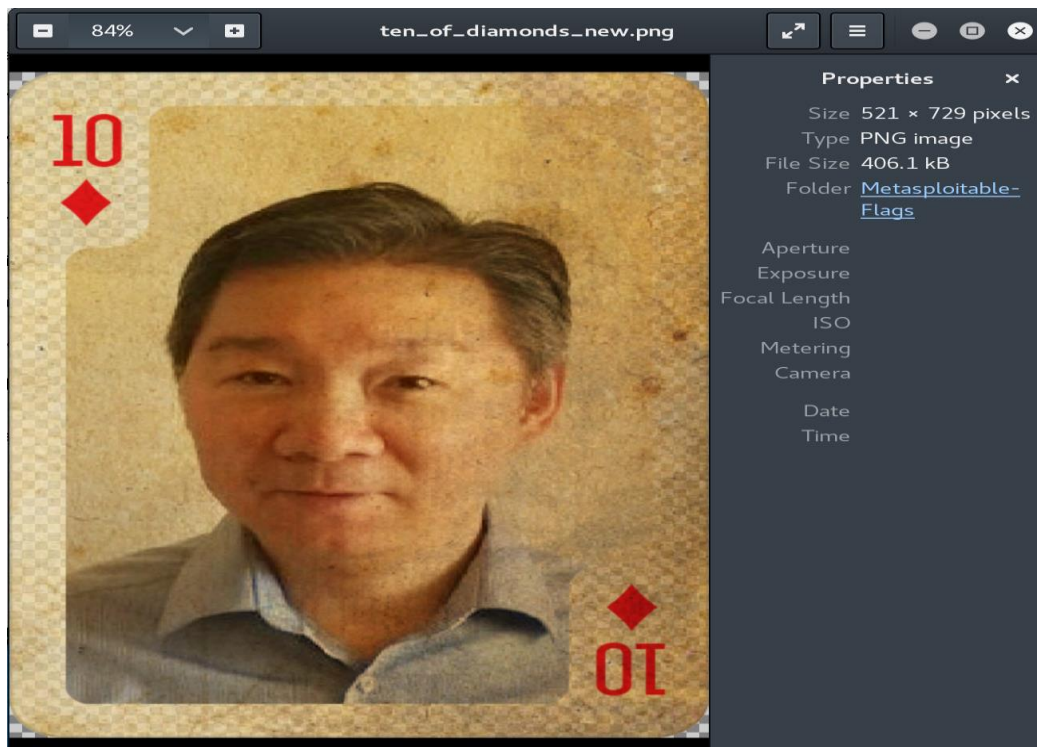 84%
ten_of_diamonds_new.png
Properties
Size 521 × 729 pixels
Type PNG image
File Size 406.1 kB
Folder Metasploitable-
Flags
Aperture
Exposure
Focal Length
ISO
Metering
Camera
Date
Time
10
10